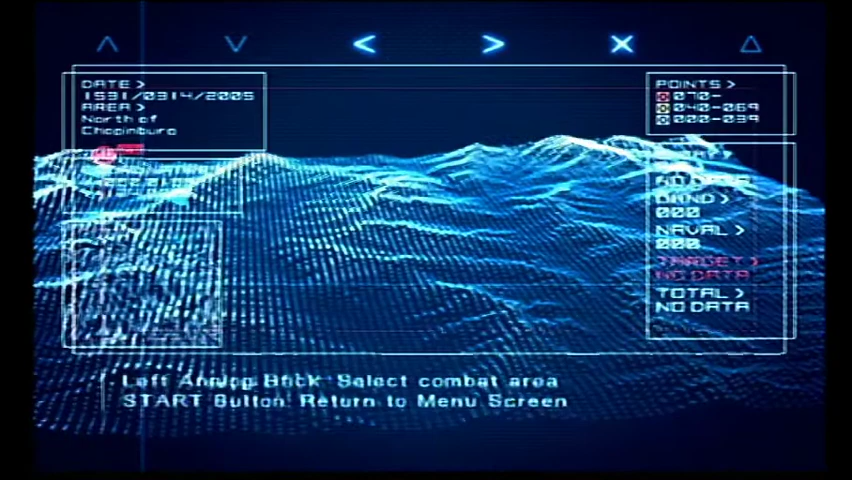 DATE >
1531/0314/2005
AREA >
North of
Chopinburg
POINTS >
070-
040-069
000-039
000
NAVAL >
000
TARGET >
NO DATA
TOTAL >
NO DATA
Left Analog Stick: Select combat area
START Button: Return to Menu Screen